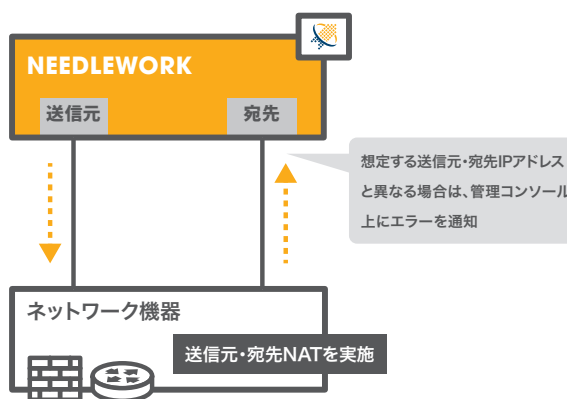 NEEDLEWORK
送信元
宛先
想定する送信元・宛先IPアドレス
と異なる場合は、管理コンソール
上にエラーを通知
ネットワーク機器
送信元・宛先NATを実施